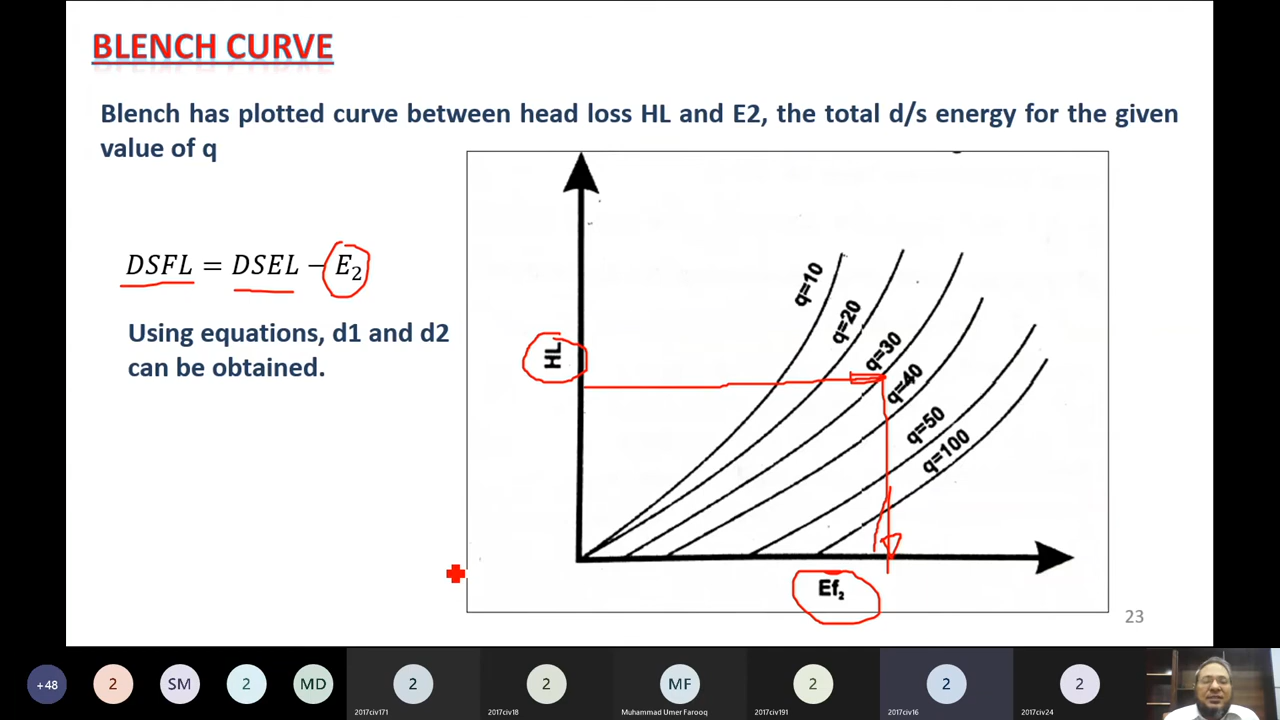 BLENCH CURVE
Blench has plotted curve between head loss HL and E2, the total d/s energy for the given
value of q
DSFL = DSEL − E₂
Using equations, d1 and d2
can be obtained.
HL
q=10
q=20
q=30
q=40
q=50
q=100
Ef₂
23
+48
2
SM
2
MD
2
2
MF
2
2
2
2017civ171
2017civ18
Muhammad Umer Farooq
2017civ191
2017civ16
2017civ24